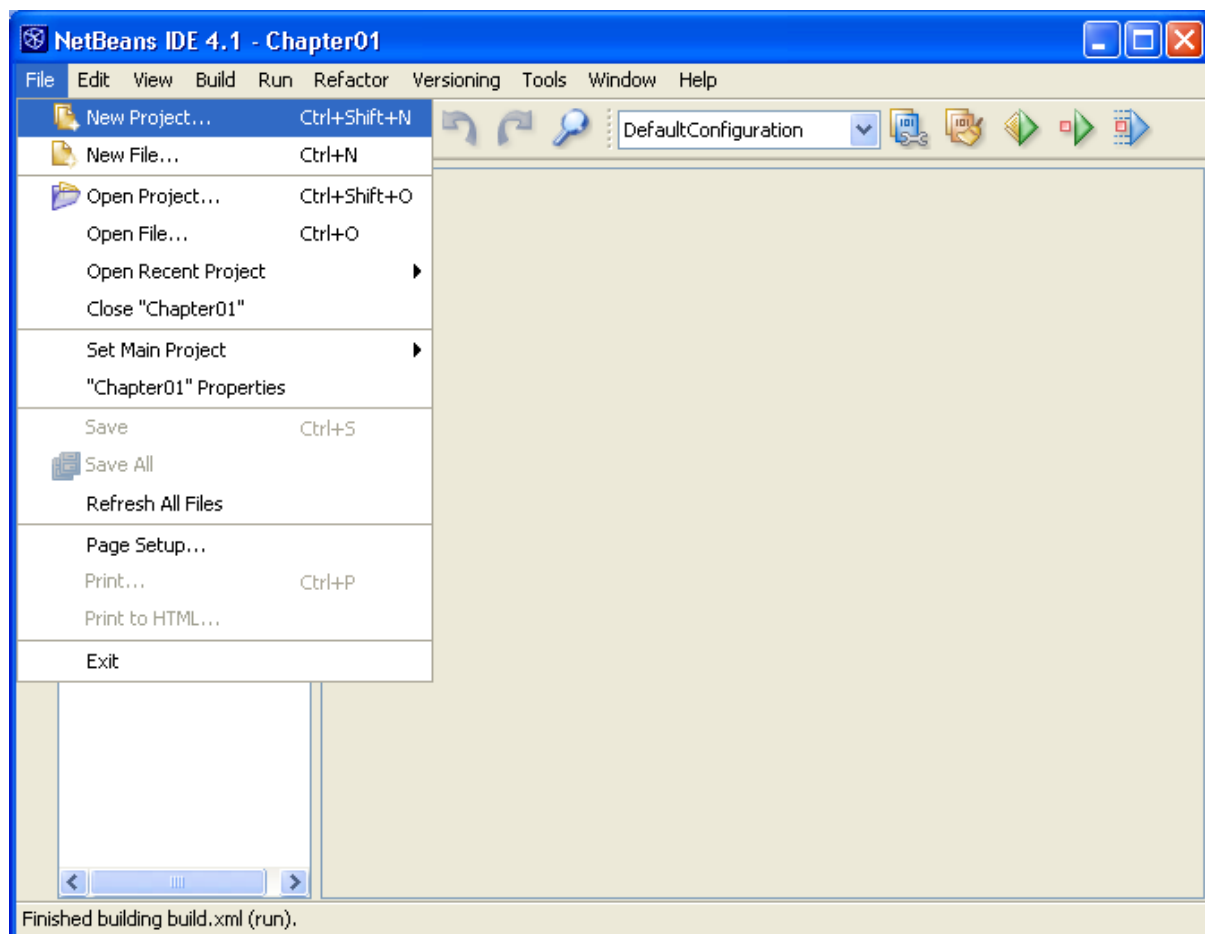 NetBeans IDE 4.1 - Chapter01
File Edit View Build Run Refactor Versioning Tools Window Help
New Project... Ctrl+Shift+N
DefaultConfiguration
New File... Ctrl+N
Open Project... Ctrl+Shift+O
Open File... Ctrl+O
Open Recent Project
Close "Chapter01"
Set Main Project
"Chapter01" Properties
Save Ctrl+S
Save All
Refresh All Files
Page Setup...
Print... Ctrl+P
Print to HTML...
Exit
Finished building build.xml (run).